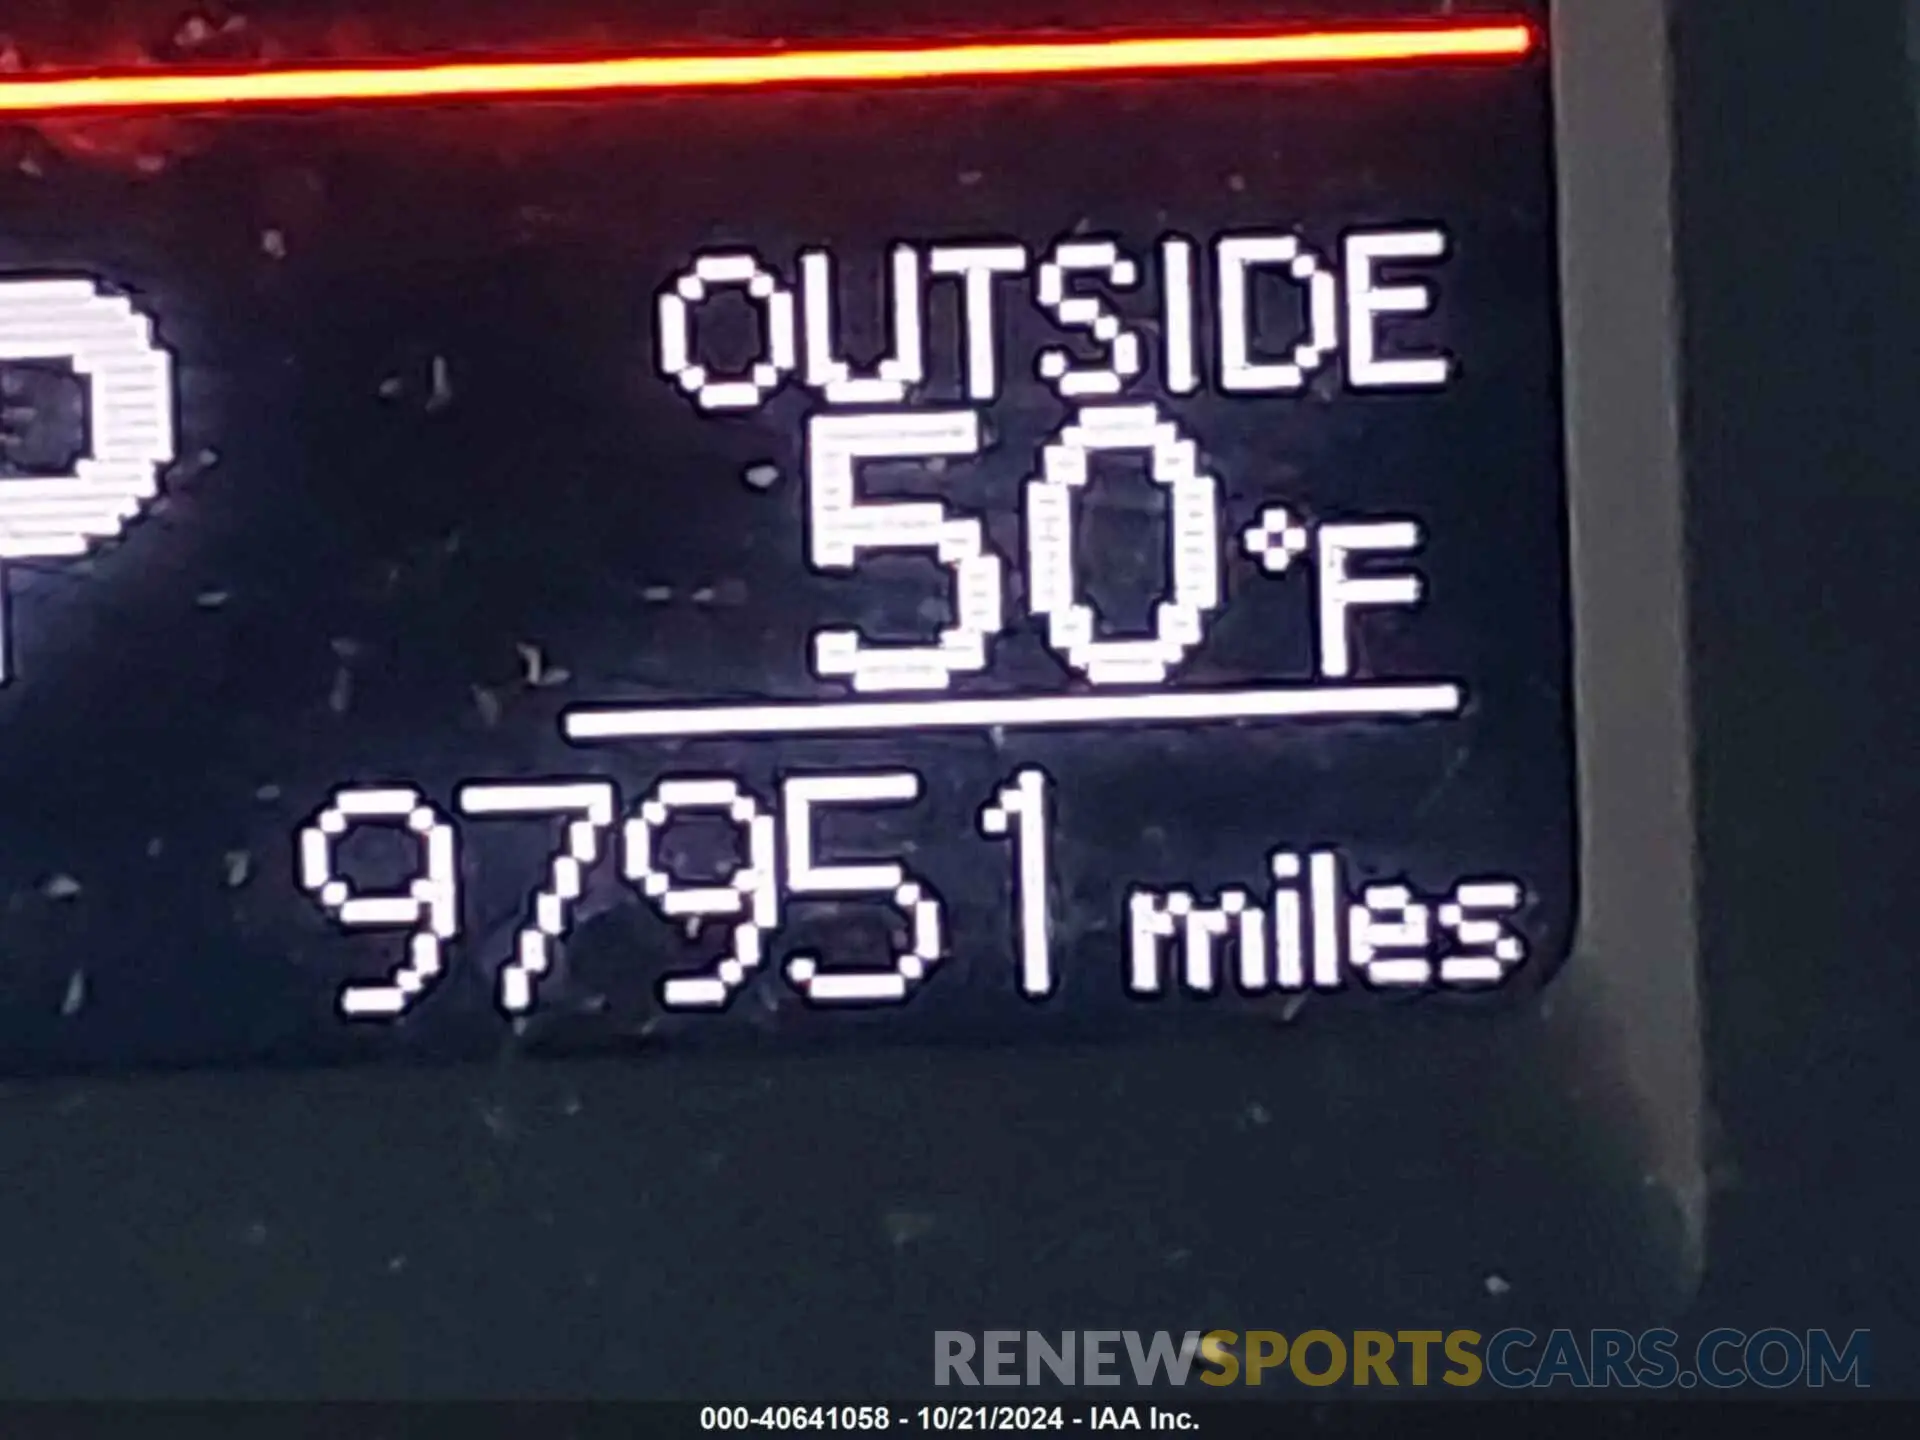 P
OUTSIDE
50 °F
97951 miles
RENEWSPORTSCARS.COM
000-40641058 - 10/21/2024 - IAA Inc.